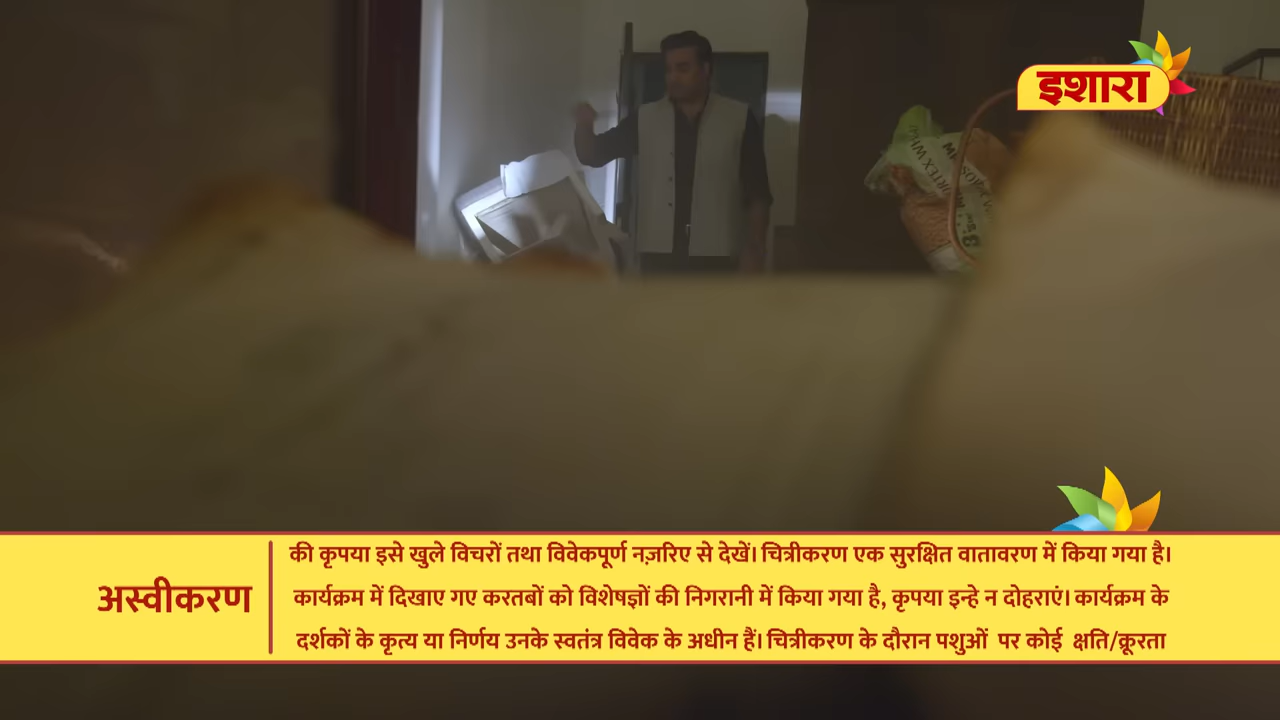 इशारा
अस्वीकरण
की कृपया इसे खुले विचरों तथा विवेकपूर्ण नज़रिए से देखें। चित्रीकरण एक सुरक्षित वातावरण में किया गया है।
कार्यक्रम में दिखाए गए करतबों को विशेषज्ञों की निगरानी में किया गया है, कृपया इन्हे न दोहराएं। कार्यक्रम के
दर्शकों के कृत्य या निर्णय उनके स्वतंत्र विवेक के अधीन हैं। चित्रीकरण के दौरान पशुओं पर कोई क्षति/क्रूरता